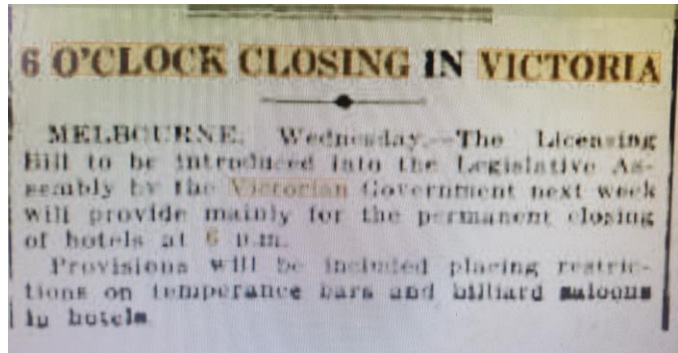 6 O'CLOCK CLOSING IN VICTORIA
MELBOURNE, Wednesday.—The Licensing
Bill to be introduced into the Legislative As-
sembly by the Victorian Government next week
will provide mainly for the permanent closing
of hotels at 6 p.m.
Provisions will be included placing restric-
tions on temperance bars and billiard saloons
in hotels.